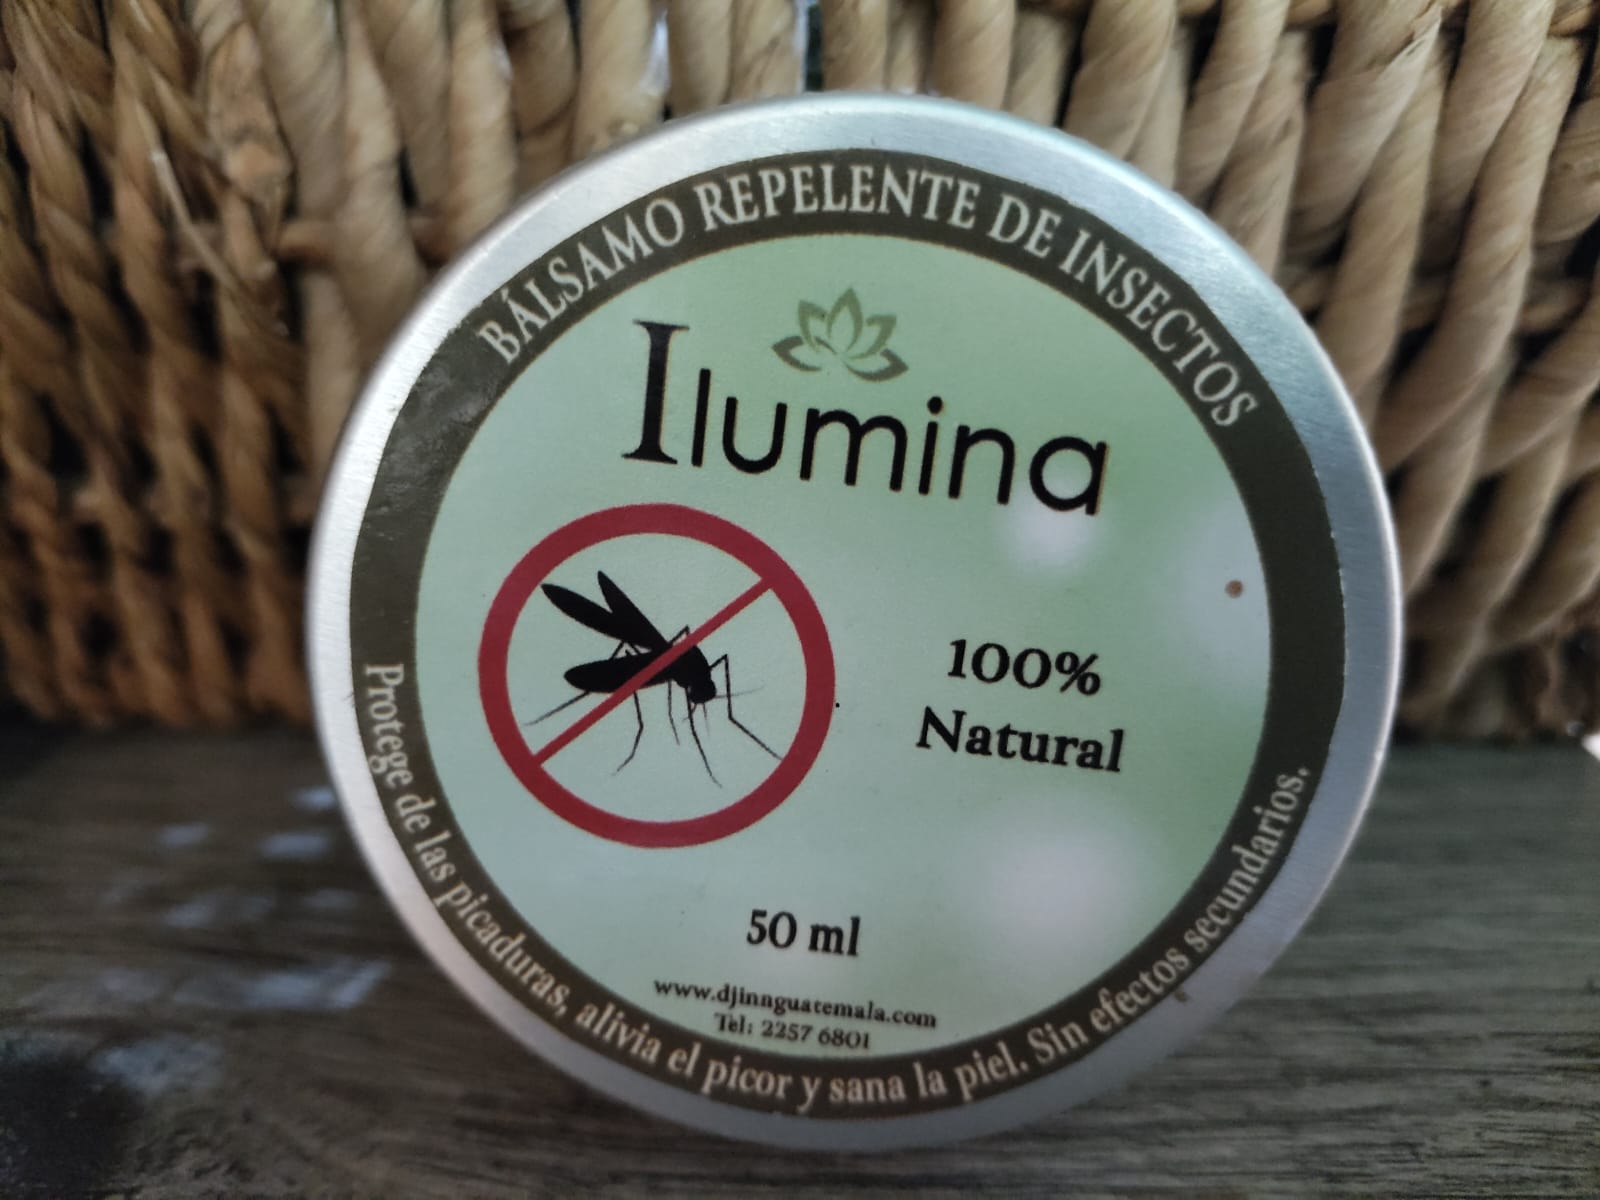 BÁLSAMO REPELENTE DE INSECTOS
Ilumina
100%
Natural
50 ml
www.djinnguatemala.com
Tel: 2257 6801
Protege de las picaduras, alivia el picor y sana la piel. Sin efectos secundarios.